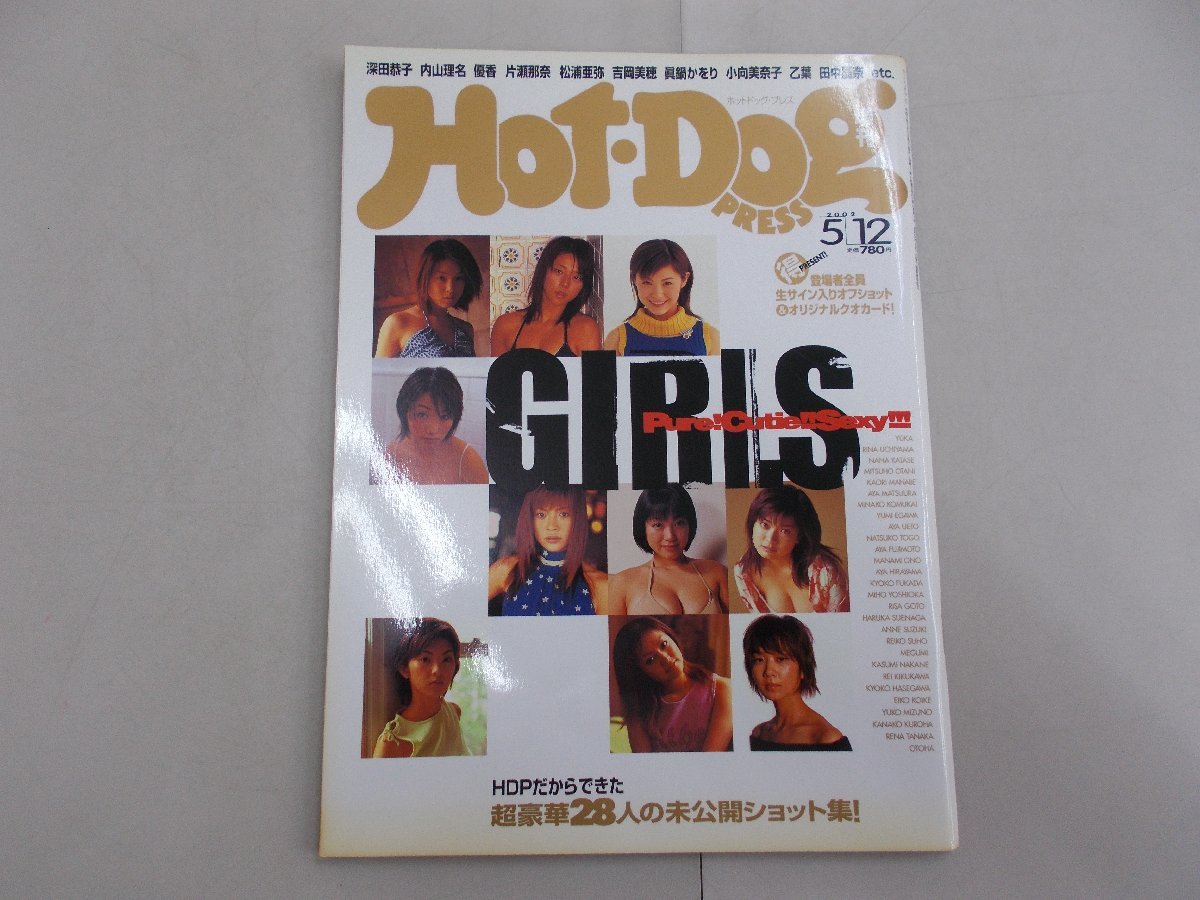 深田恭子 内山理名 優香 片瀬那奈 松浦亜弥 吉岡美穂 眞鍋かをり 小向美奈子 乙葉 田中麗奈 etc.
ホットドッグ・プレス
Hot·Dog
PRESS
2002
5/12
定価780円
得 PRESENT!
登場者全員
生サイン入りオフショット
&オリジナルクオカード!
GIRLS
Pure!Cutie!!Sexy!!!
YUKA
RINA UCHIYAMA
NANA KATASE
MITSUHO OTANI
KAORI MANABE
AYA MATSUURA
MINAKO KOMUKAI
YUMI EGAWA
AYA UETO
NATSUKO TOGO
AYA FUJIMOTO
MANAMI ONO
AYA HIRAYAMA
KYOKO FUKADA
MIHO YOSHIOKA
RISA GOTO
HARUKA SUENAGA
ANNE SUZUKI
REIKO SUHO
MEGUMI
KASUMI NAKANE
REI KIKUKAWA
KYOKO HASEGAWA
EIKO KOIKE
YUKO MIZUNO
KANAKO KUROHA
RENA TANAKA
OTOHA
HDPだからできた
超豪華28人の未公開ショット集!